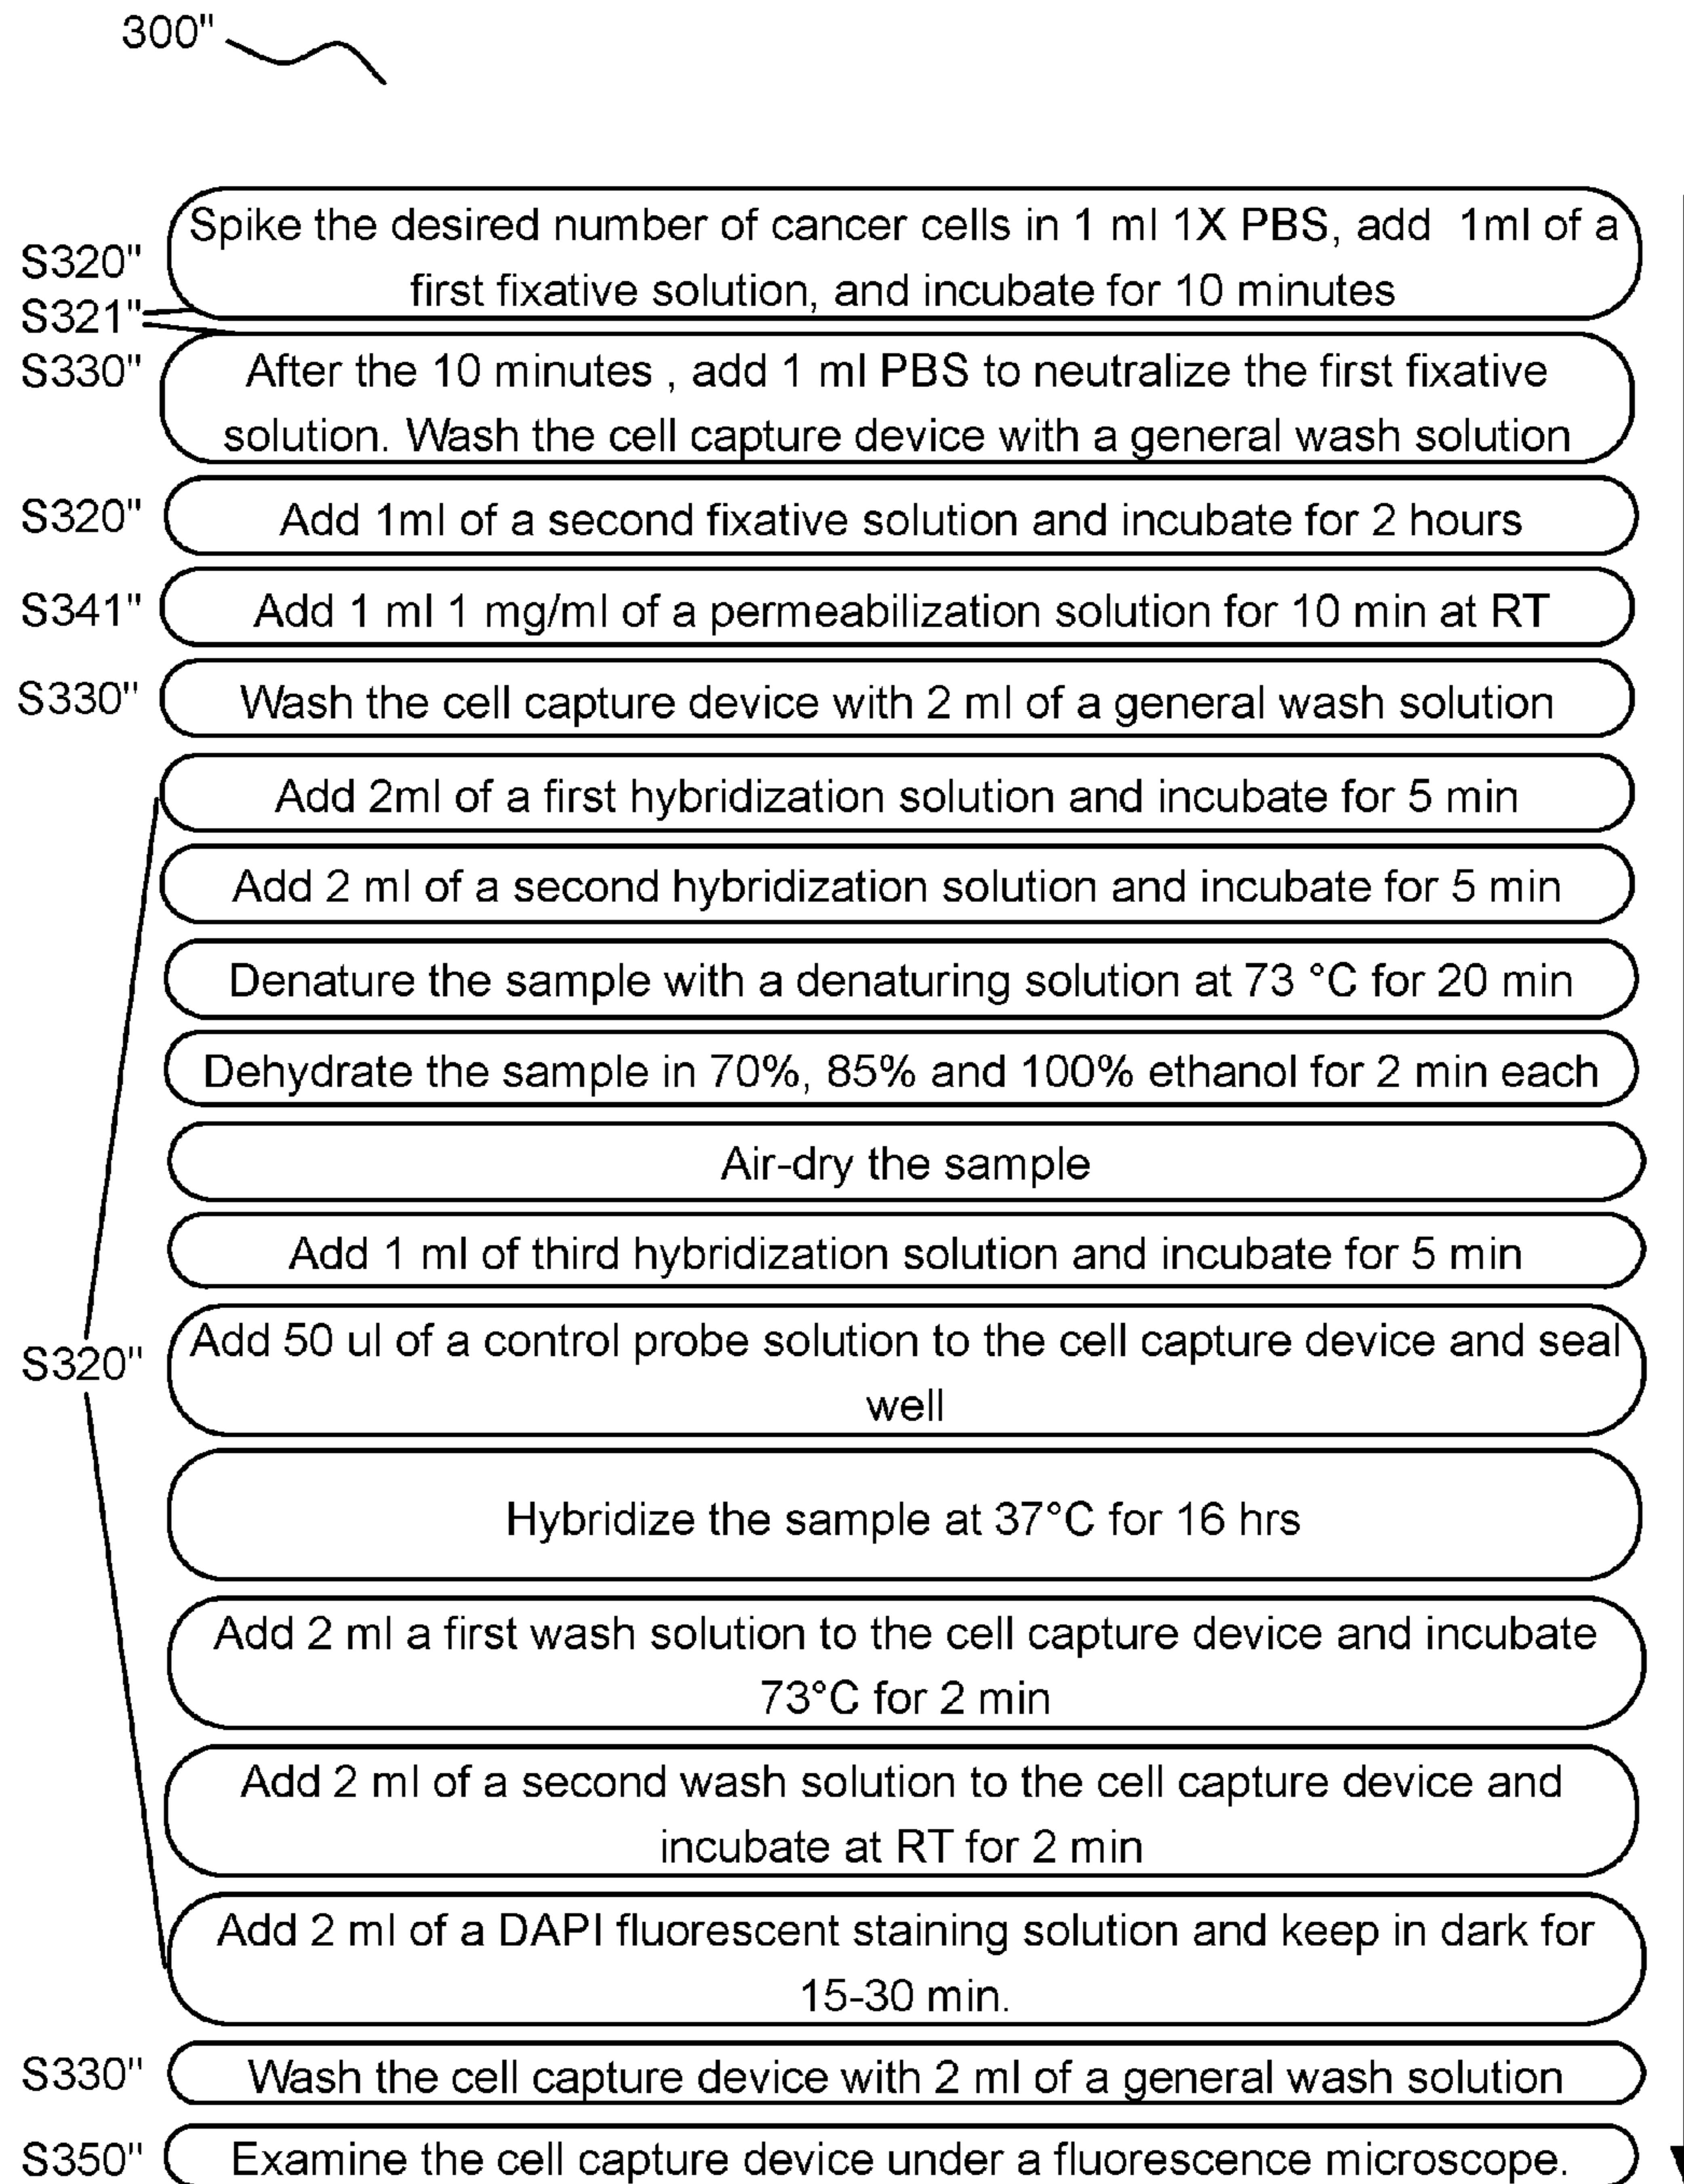 300"
S320"
Spike the desired number of cancer cells in 1 ml 1X PBS, add 1ml of a
first fixative solution, and incubate for 10 minutes
S321"
S330"
After the 10 minutes , add 1 ml PBS to neutralize the first fixative
solution. Wash the cell capture device with a general wash solution
S320"
Add 1ml of a second fixative solution and incubate for 2 hours
S341"
Add 1 ml 1 mg/ml of a permeabilization solution for 10 min at RT
S330"
Wash the cell capture device with 2 ml of a general wash solution
Add 2ml of a first hybridization solution and incubate for 5 min
Add 2 ml of a second hybridization solution and incubate for 5 min
Denature the sample with a denaturing solution at 73 °C for 20 min
Dehydrate the sample in 70%, 85% and 100% ethanol for 2 min each
Air-dry the sample
Add 1 ml of third hybridization solution and incubate for 5 min
S320"
Add 50 ul of a control probe solution to the cell capture device and seal
well
Hybridize the sample at 37°C for 16 hrs
Add 2 ml a first wash solution to the cell capture device and incubate
73°C for 2 min
Add 2 ml of a second wash solution to the cell capture device and
incubate at RT for 2 min
Add 2 ml of a DAPI fluorescent staining solution and keep in dark for
15-30 min.
S330"
Wash the cell capture device with 2 ml of a general wash solution
S350"
Examine the cell capture device under a fluorescence microscope.